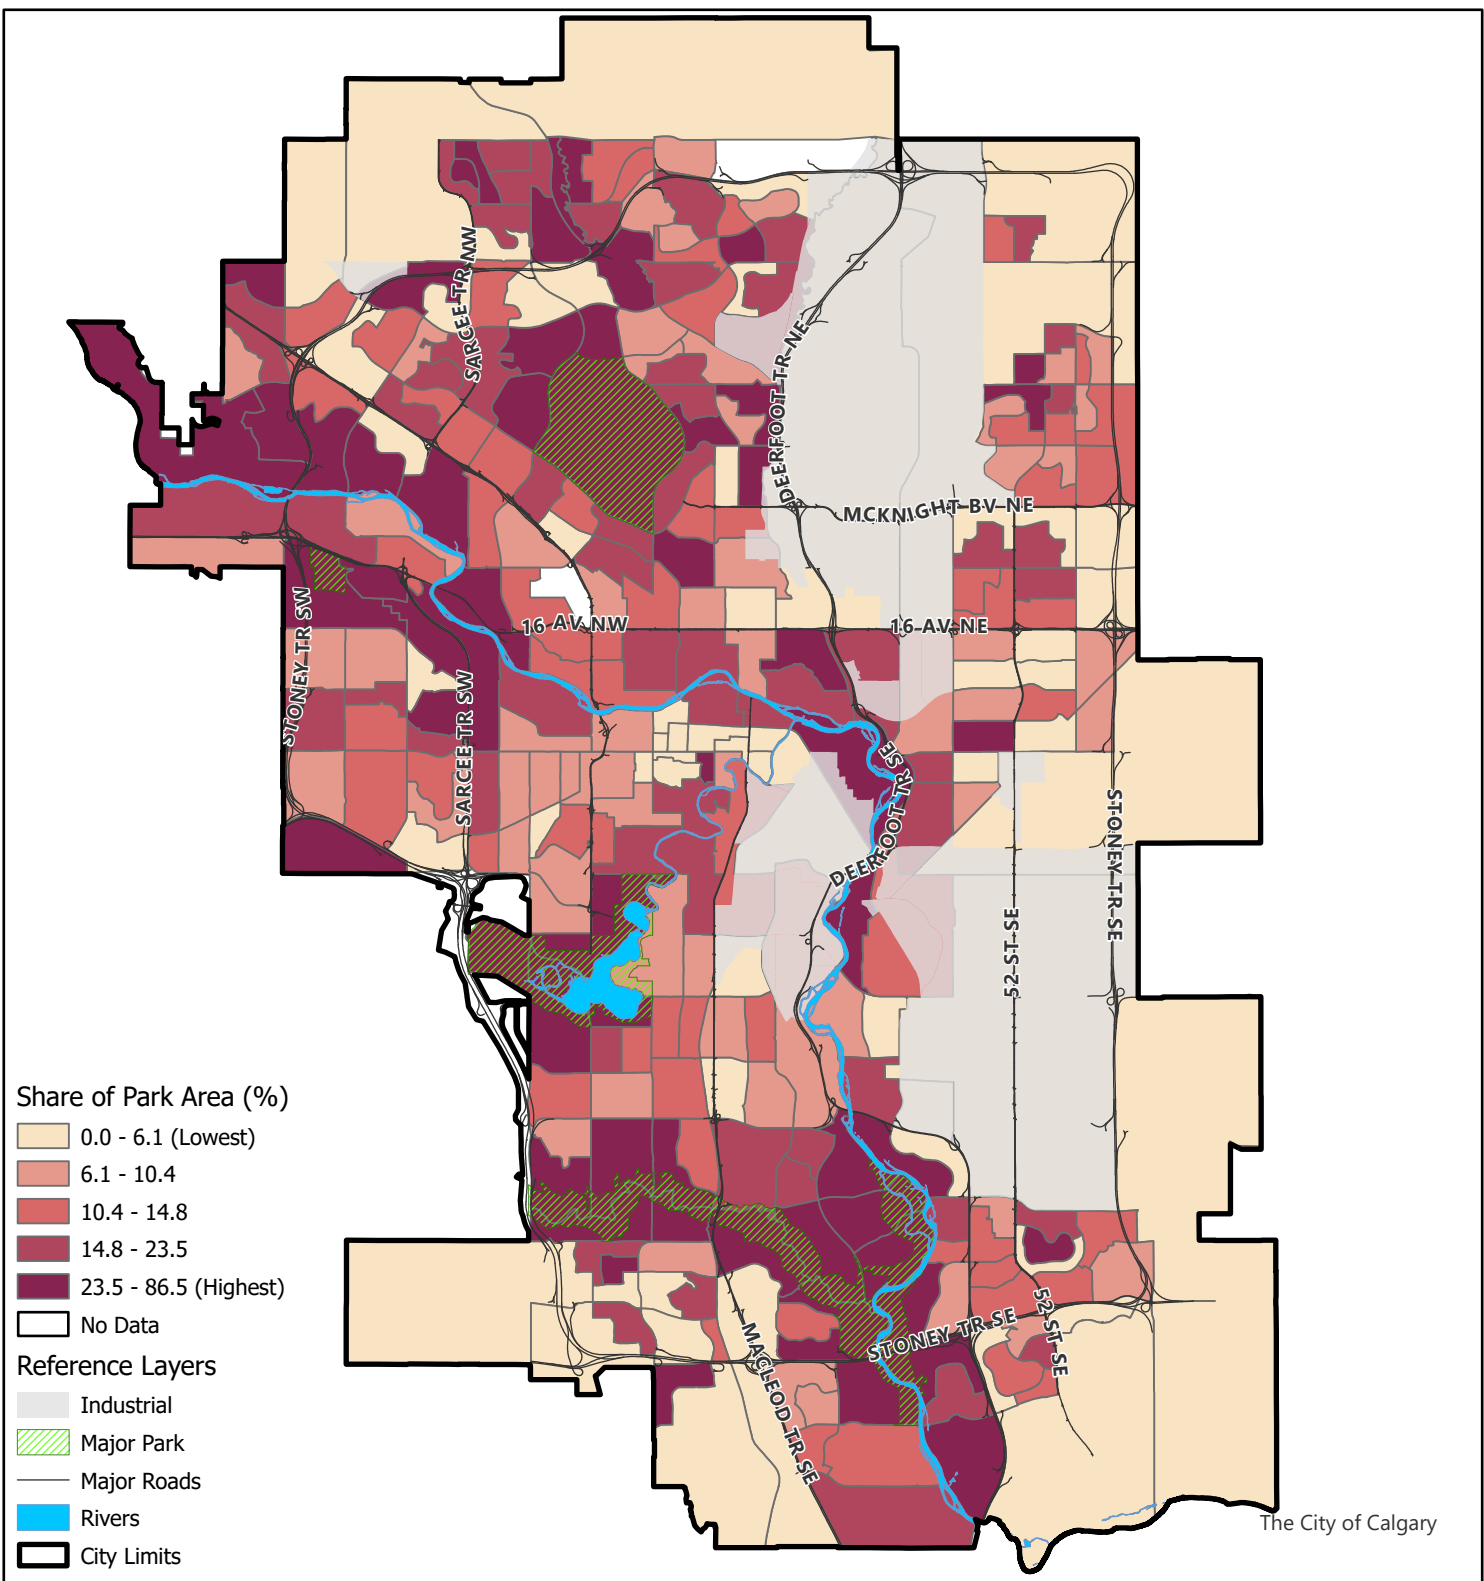 SARCEE TR NW
DEERFOOT TR NE
MCKNIGHT BV NE
16 AV NW
16 AV NE
STONEY TR SW
SARCEE TR SW
DEERFOOT TR SE
STONEY TR SE
52 ST SE
Share of Park Area (%)
0.0 - 6.1 (Lowest)
6.1 - 10.4
10.4 - 14.8
14.8 - 23.5
23.5 - 86.5 (Highest)
No Data
Reference Layers
Industrial
Major Park
Major Roads
Rivers
City Limits
52 ST SE
STONEY TR SE
MACLEOD TR SE
The City of Calgary